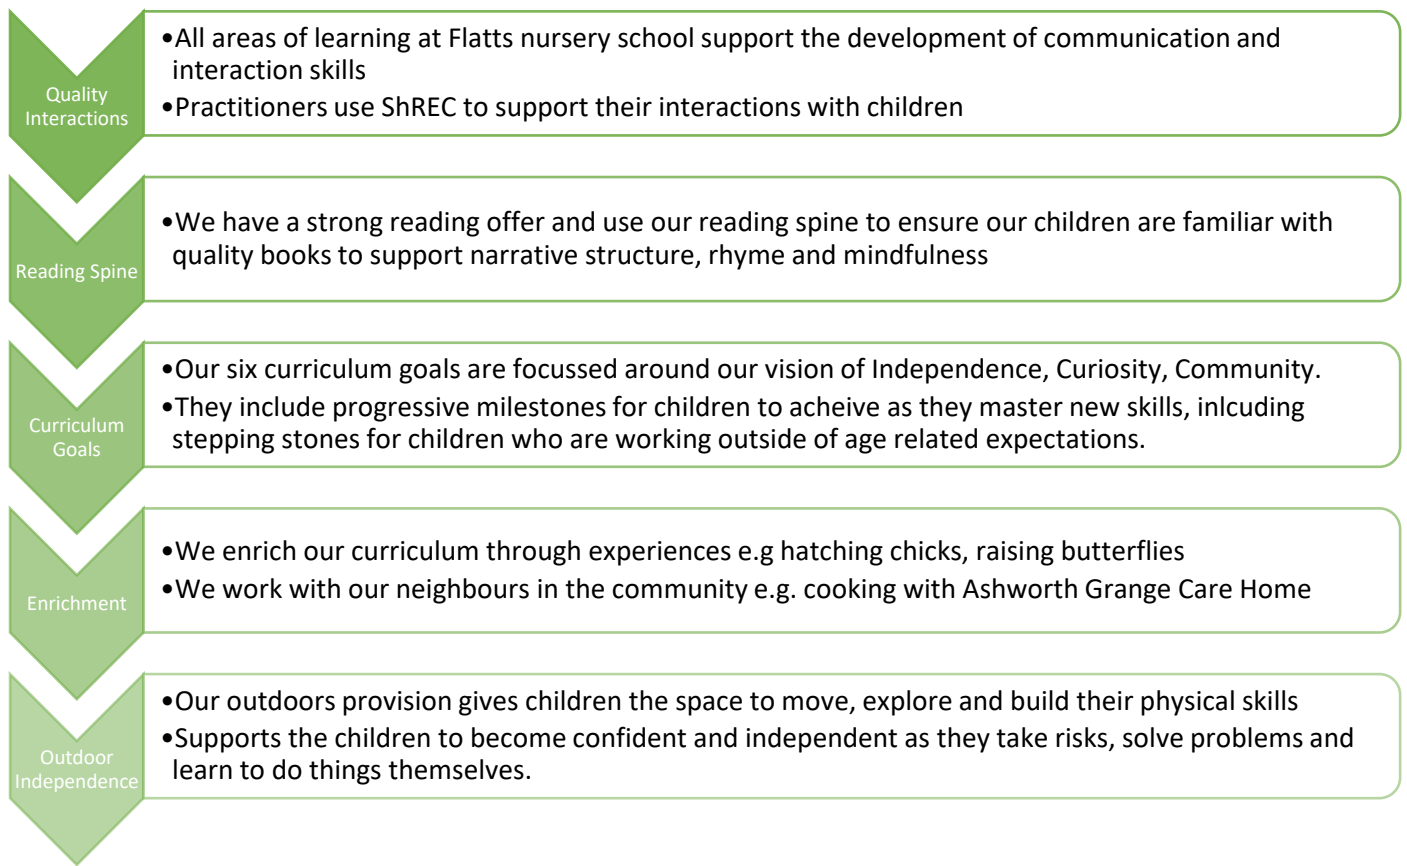 Quality
Interactions
•All areas of learning at Flatts nursery school support the development of communication and
interaction skills
•Practitioners use ShREC to support their interactions with children
Reading Spine
•We have a strong reading offer and use our reading spine to ensure our children are familiar with
quality books to support narrative structure, rhyme and mindfulness
Curriculum
Goals
•Our six curriculum goals are focussed around our vision of Independence, Curiosity, Community.
•They include progressive milestones for children to acheive as they master new skills, inlcuding
stepping stones for children who are working outside of age related expectations.
Enrichment
•We enrich our curriculum through experiences e.g hatching chicks, raising butterflies
•We work with our neighbours in the community e.g. cooking with Ashworth Grange Care Home
Outdoor
Independence
•Our outdoors provision gives children the space to move, explore and build their physical skills
•Supports the children to become confident and independent as they take risks, solve problems and
learn to do things themselves.